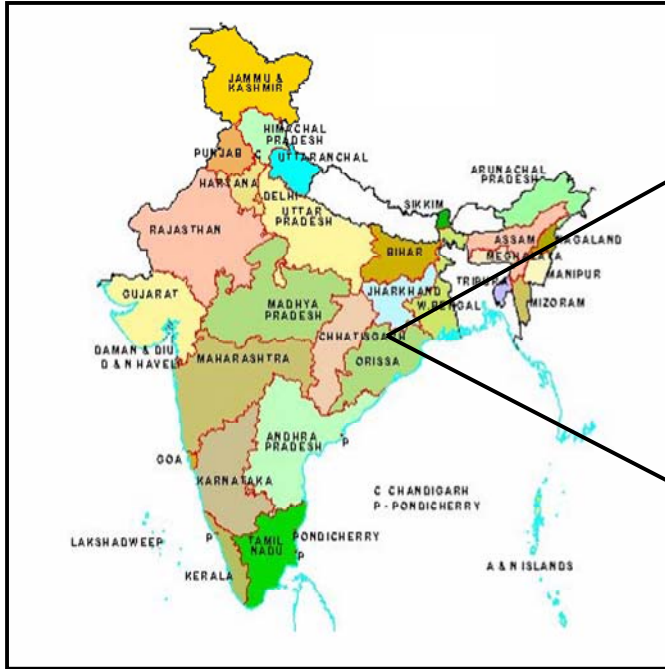 JAMMU &
KASHMIR
HIMACHAL
PRADESH
PUNJAB
C
UTTARANCHAL
HARYANA
DELHI
ARUNACHAL
PRADESH
SIKKIM
UTTAR
PRADESH
RAJASTHAN
ASSAM
NAGALAND
BIHAR
MEGHALAYA
MANIPUR
TRIPURA
JHARKHAND
GUJARAT
MADHYA
PRADESH
W.BENGAL
MIZORAM
CHHATISGARH
DAMAN & DIU
D & N HAVELI
MAHARASHTRA
ORISSA
ANDHRA
PRADESH
P
GOA
KARNATAKA
C CHANDIGARH
P - PONDICHERRY
LAKSHADWEEP
P
TAMIL
NADU
PONDICHERRY
P
KERALA
A & N ISLANDS